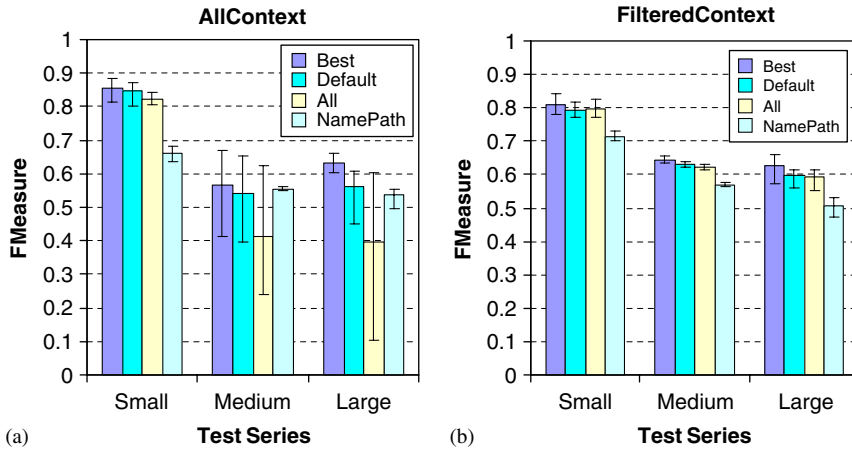 AllContext
FMeasure
1
0.9
0.8
0.7
0.6
0.5
0.4
0.3
0.2
0.1
0
Best
Default
All
NamePath
Small Medium Large
(a)
Test Series
FilteredContext
FMeasure
1
0.9
0.8
0.7
0.6
0.5
0.4
0.3
0.2
0.1
0
Best
Default
All
NamePath
Small Medium Large
(b)
Test Series